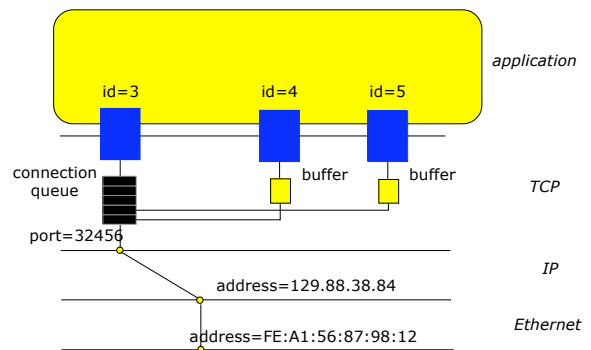 application
id=3
id=4
id=5
connection
queue
buffer
buffer
TCP
port=32456
IP
address=129.88.38.84
Ethernet
address=FE:A1:56:87:98:12